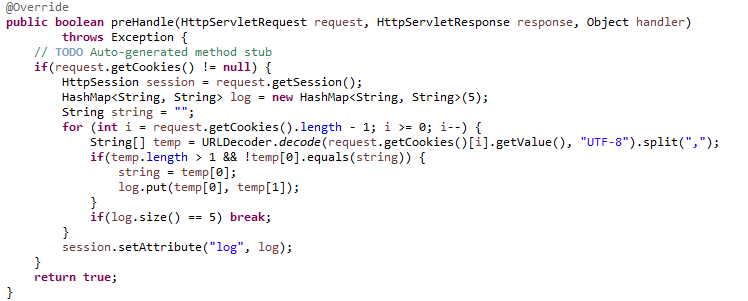 @Override
public boolean preHandle(HttpServletRequest request, HttpServletResponse response, Object handler)
        throws Exception {
    // TODO Auto-generated method stub
    if(request.getCookies() != null) {
        HttpSession session = request.getSession();
        HashMap<String, String> log = new HashMap<String, String>(5);
        String string = "";
        for (int i = request.getCookies().length - 1; i >= 0; i--) {
            String[] temp = URLDecoder.decode(request.getCookies()[i].getValue(), "UTF-8").split(",");
            if(temp.length > 1 && !temp[0].equals(string)) {
                string = temp[0];
                log.put(temp[0], temp[1]);
            }
            if(log.size() == 5) break;
        }
        session.setAttribute("log", log);
    }
    return true;
}